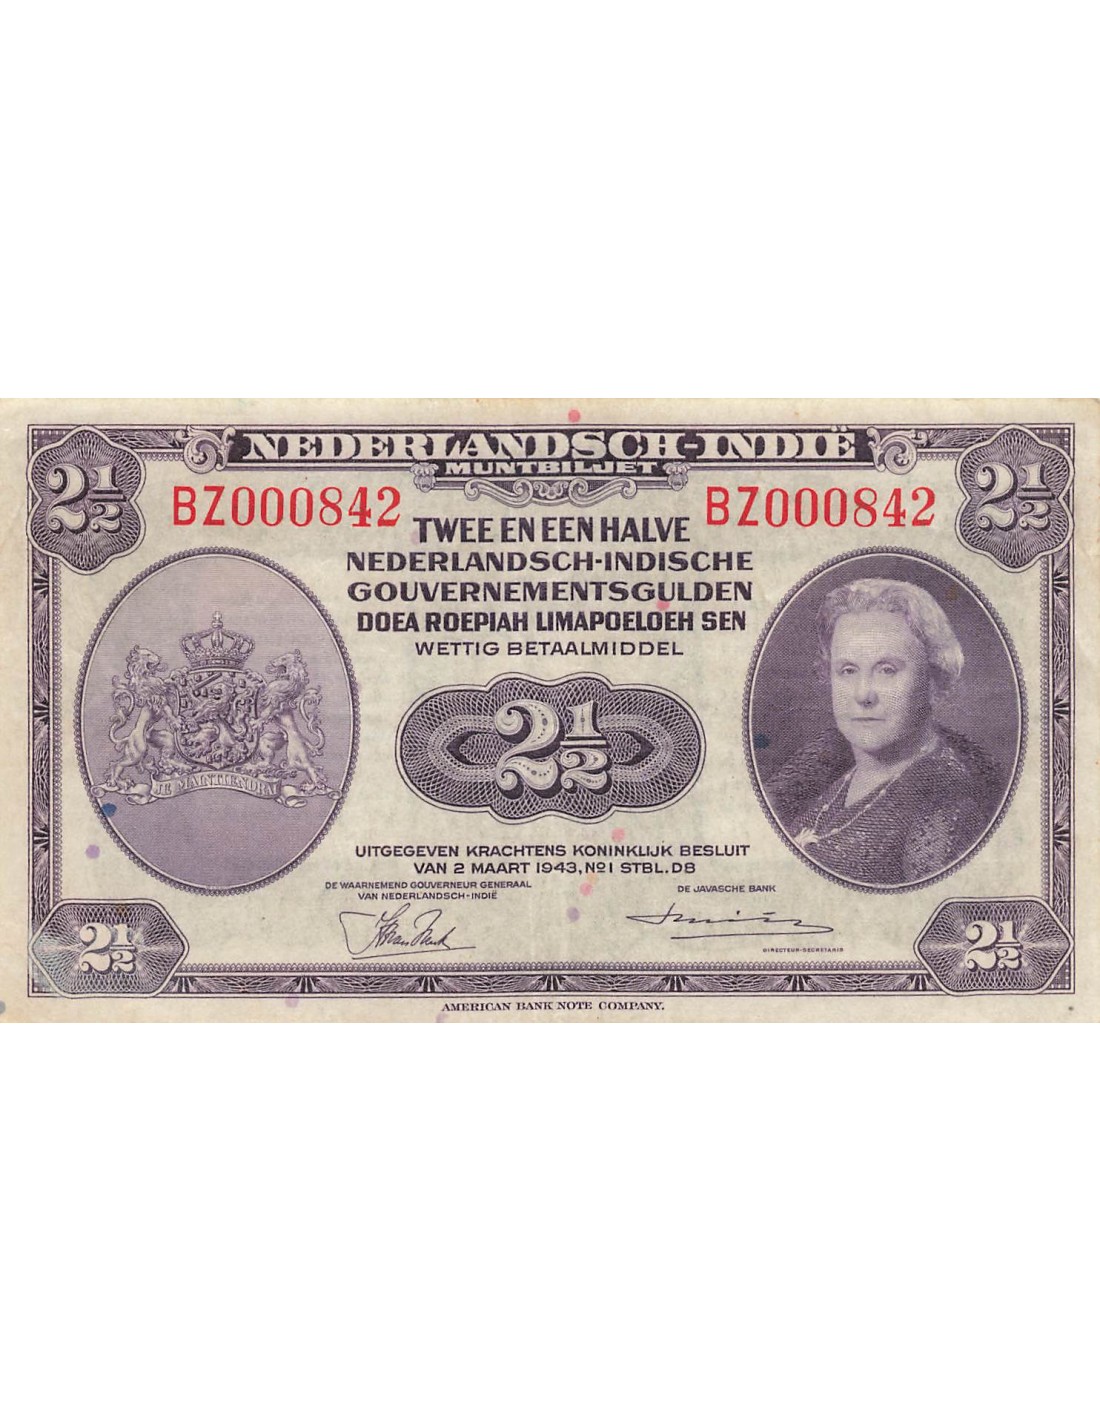 NEDERLANDSCH-INDIË
MUNTBILJET
2½ 2½
BZ000842 BZ000842
TWEE EN EEN HALVE
NEDERLANDSCH-INDISCHE
GOUVERNEMENTSGULDEN
DOEA ROEPIAH LIMAPOELOEH SEN
WETTIG BETAALMIDDEL
2½
JE MAINTIENDRAI
UITGEGEVEN KRACHTENS KONINKLIJK BESLUIT
VAN 2 MAART 1943, No 1 STBL. D8
DE WAARNEMEND GOUVERNEUR GENERAAL
VAN NEDERLANDSCH-INDIË
DE JAVASCHE BANK
DIRECTEUR-SECRETARIS
2½ 2½
AMERICAN BANK NOTE COMPANY.